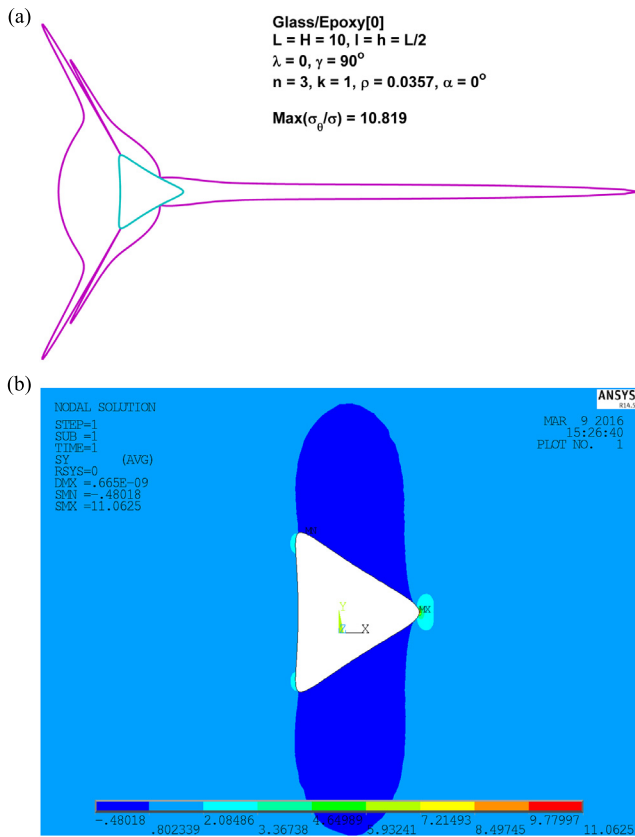 (a)
Glass/Epoxy[0]
L = H = 10, l = h = L/2
λ = 0, γ = 90°
n = 3, k = 1, ρ = 0.0357, α = 0°
Max(σθ/σ) = 10.819
(b)
NODAL SOLUTION
STEP=1
SUB =1
TIME=1
SY (AVG)
RSYS=0
DMX =.665E-09
SMN =-.48018
SMX =11.0625
ANSYS
R14.5
MAR 9 2016
15:26:40
PLOT NO. 1
MX
Y
Z X
-.48018 2.08486 4.61989 7.21493 9.77997
.802339 3.36738 5.93241 8.49745 11.0625